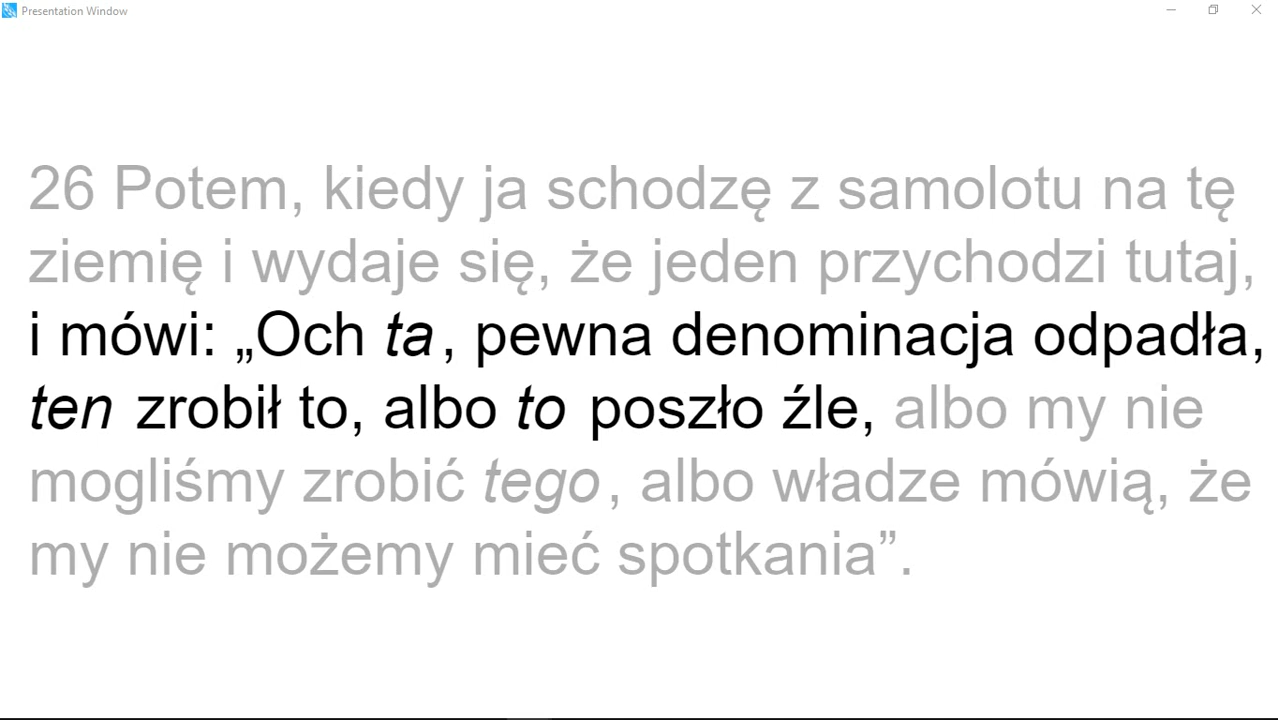 Presentation Window
26 Potem, kiedy ja schodzę z samolotu na tę
ziemię i wydaje się, że jeden przychodzi tutaj,
i mówi: „Och ta, pewna denominacja odpadła,
ten zrobił to, albo to poszło źle, albo my nie
mogliśmy zrobić tego, albo władze mówią, że
my nie możemy mieć spotkania”.